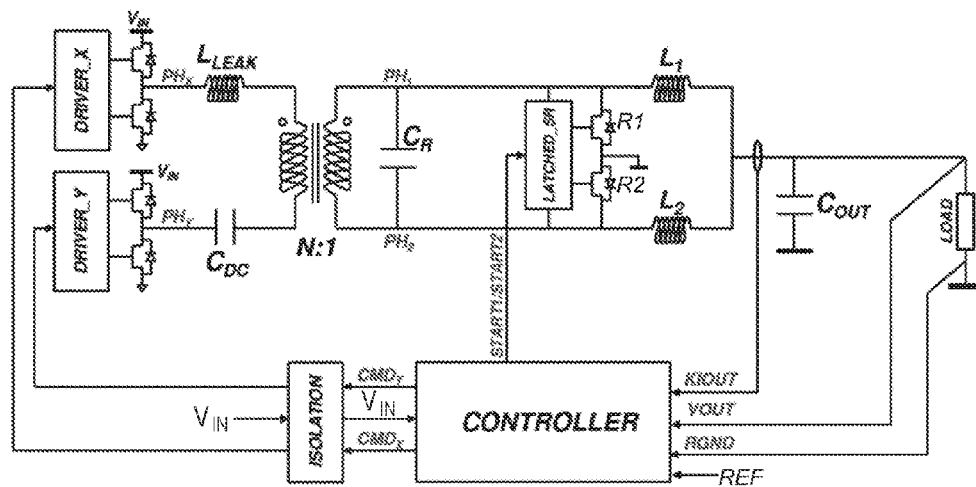 V_IN
DRIVER_X
PH_X
L_LEAK
PH_1
L_1
C_R
LATCHED_SR
R1
R2
V_IN
DRIVER_Y
PH_Y
C_DC
N:1
PH_2
L_2
C_OUT
LOAD
START1/START2
CMD_Y
KIOUT
V_IN
ISOLATION
V_IN
CONTROLLER
VOUT
CMD_X
RGND
REF